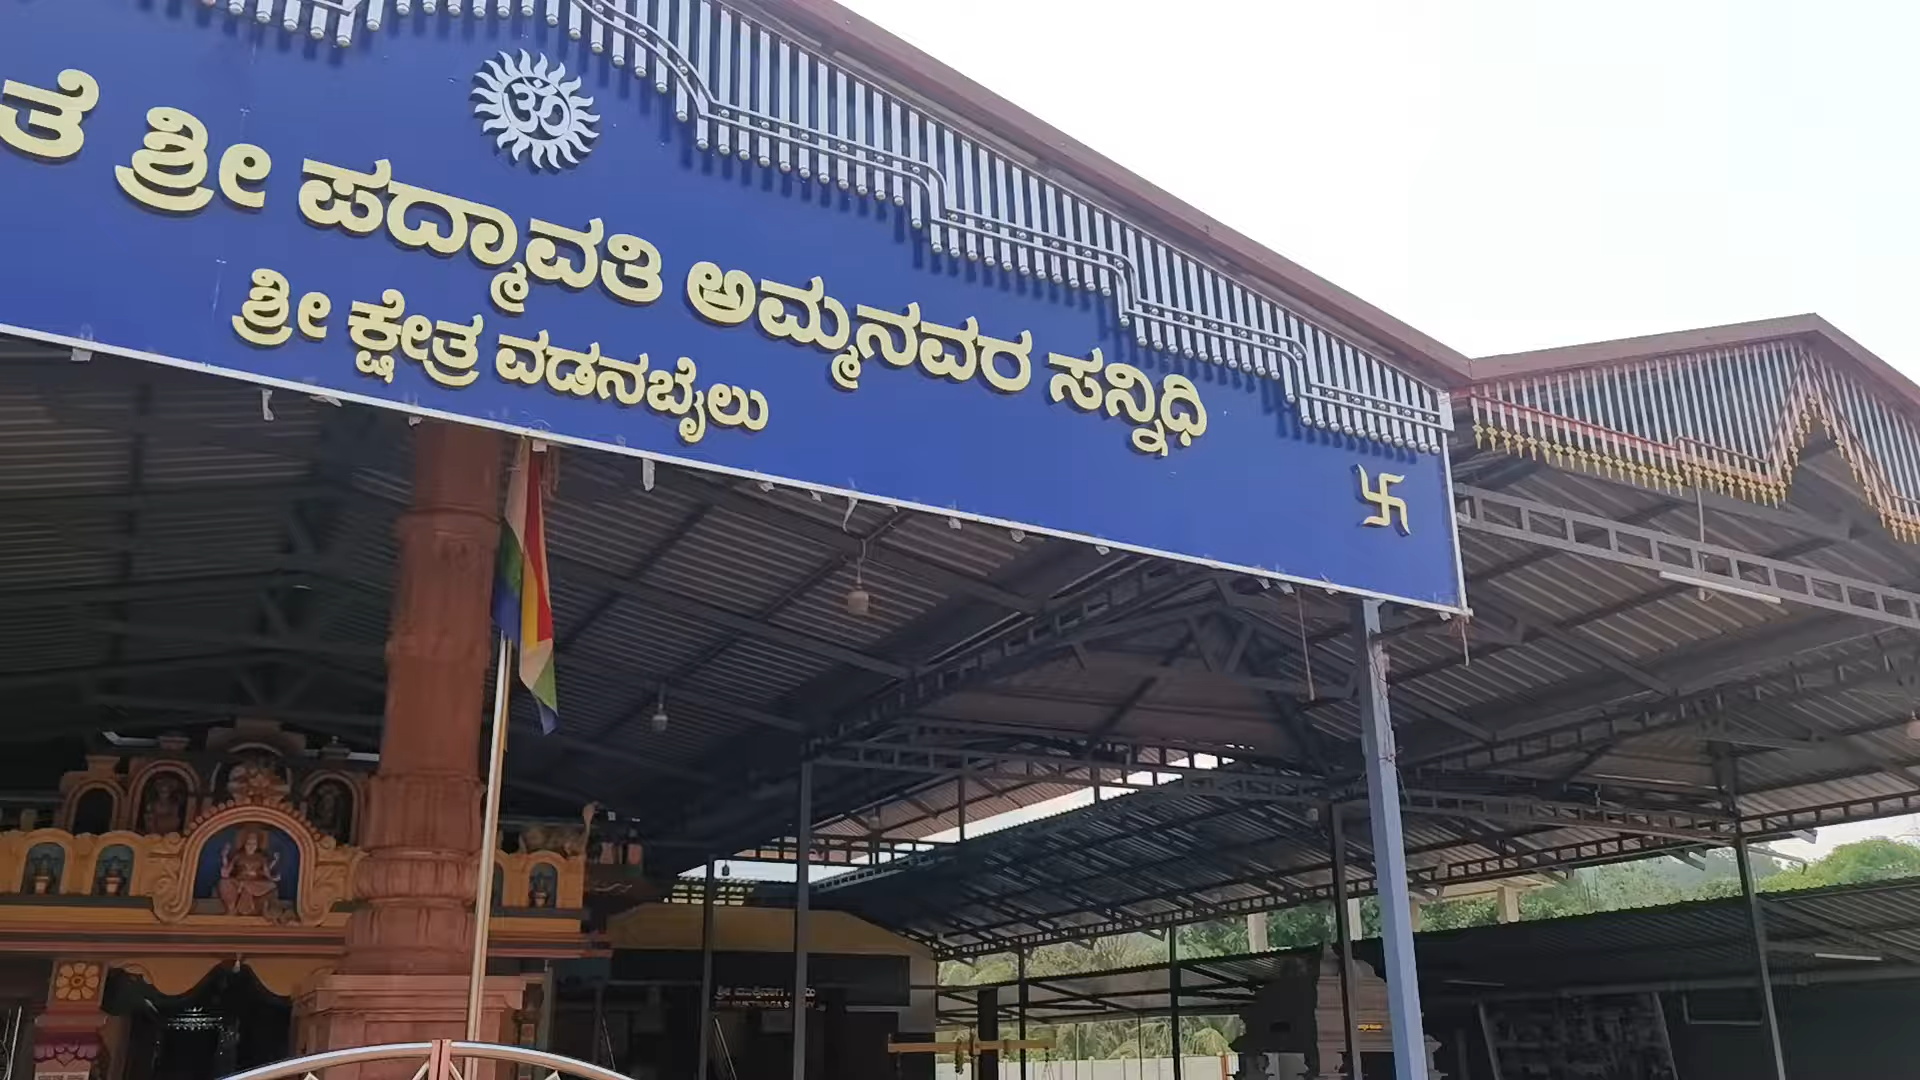 ತೆ ಶ್ರೀ ಪದ್ಮಾವತಿ ಅಮ್ಮನವರ ಸನ್ನಿಧಿ
ಶ್ರೀ ಕ್ಷೇತ್ರ ವಡನಬೈಲು